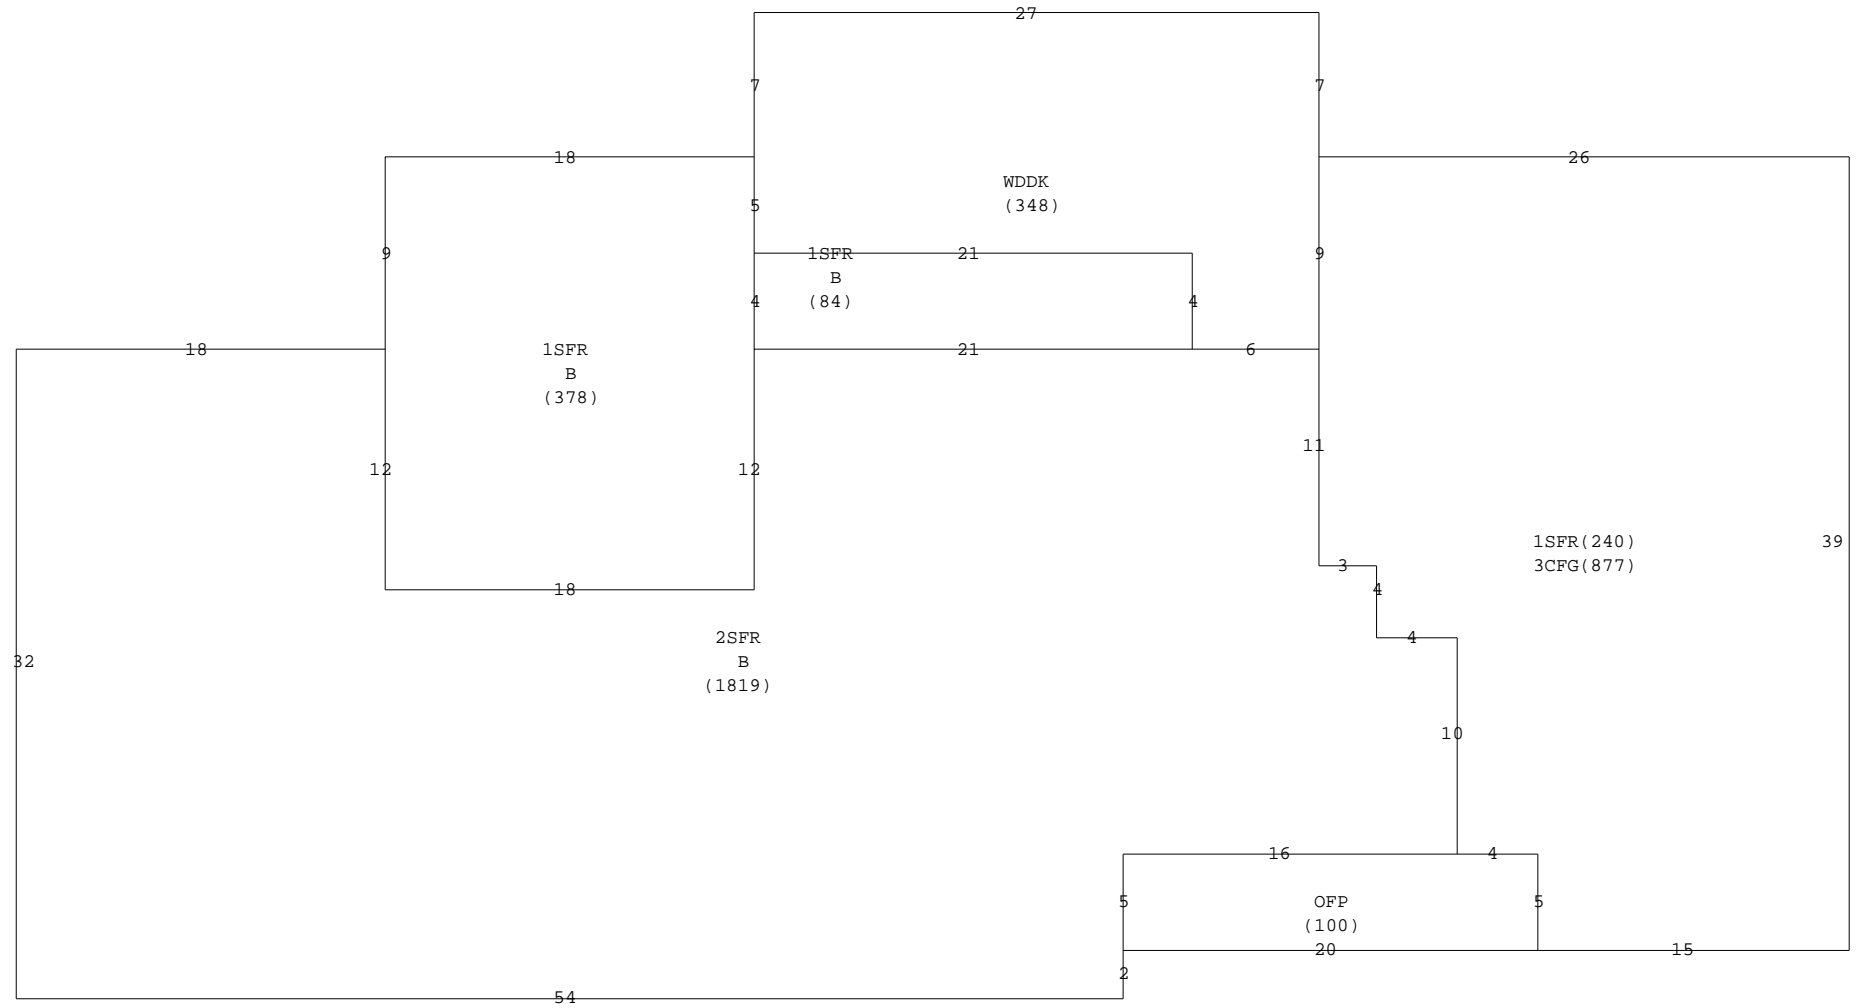 27
7 7
18 26
WDDK
5 (348)
9 1SFR 21 9
B
4 (84) 4
18 1SFR 21 6
B
(378)
11
12 12
1SFR(240) 39
3 3CFG(877)
18 4
2SFR 4
32 B
(1819)
10
16 4
5 OFP 5
(100)
20 15
2
54